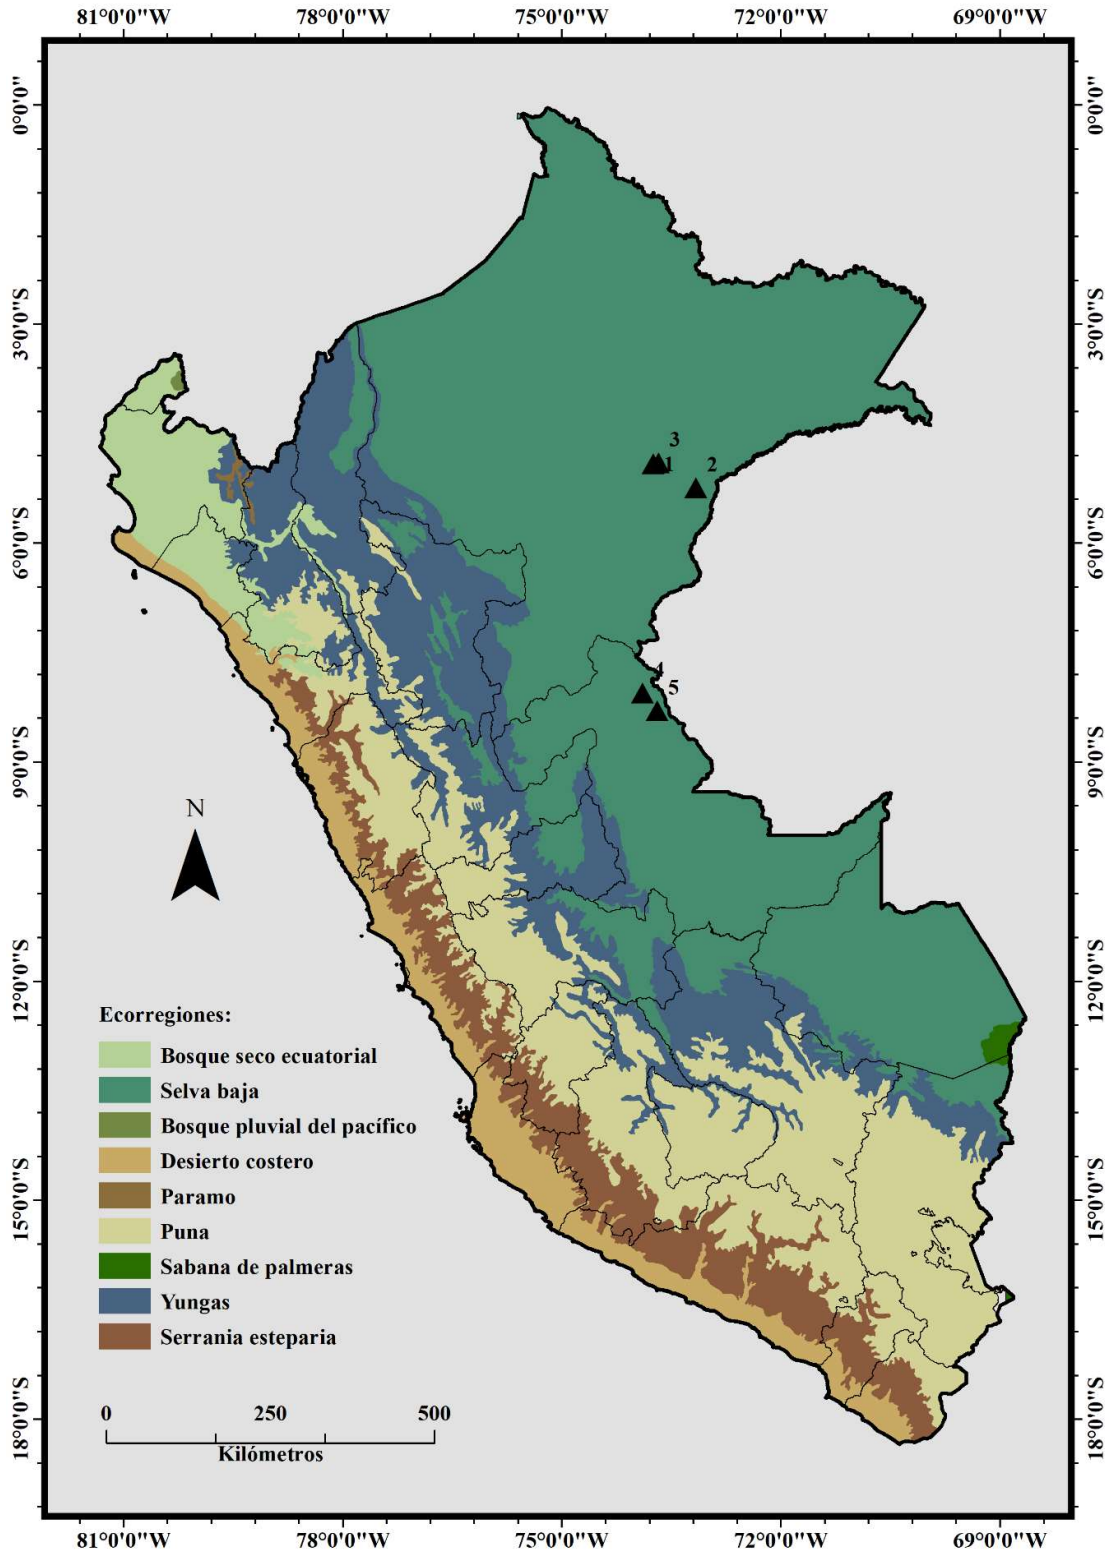 81°0'0"W 78°0'0"W 75°0'0"W 72°0'0"W 69°0'0"W
0°0'0" 0°0'0"
3°0'0"S 3°0'0"S
3
1 2
6°0'0"S 6°0'0"S
4
5
9°0'0"S 9°0'0"S
N
12°0'0"S 12°0'0"S
Ecorregiones:
Bosque seco ecuatorial
Selva baja
Bosque pluvial del pacífico
Desierto costero
Paramo
15°0'0"S 15°0'0"S
Puna
Sabana de palmeras
Yungas
Serrania esteparia
0 250 500
18°0'0"S 18°0'0"S
Kilómetros
81°0'0"W 78°0'0"W 75°0'0"W 72°0'0"W 69°0'0"W